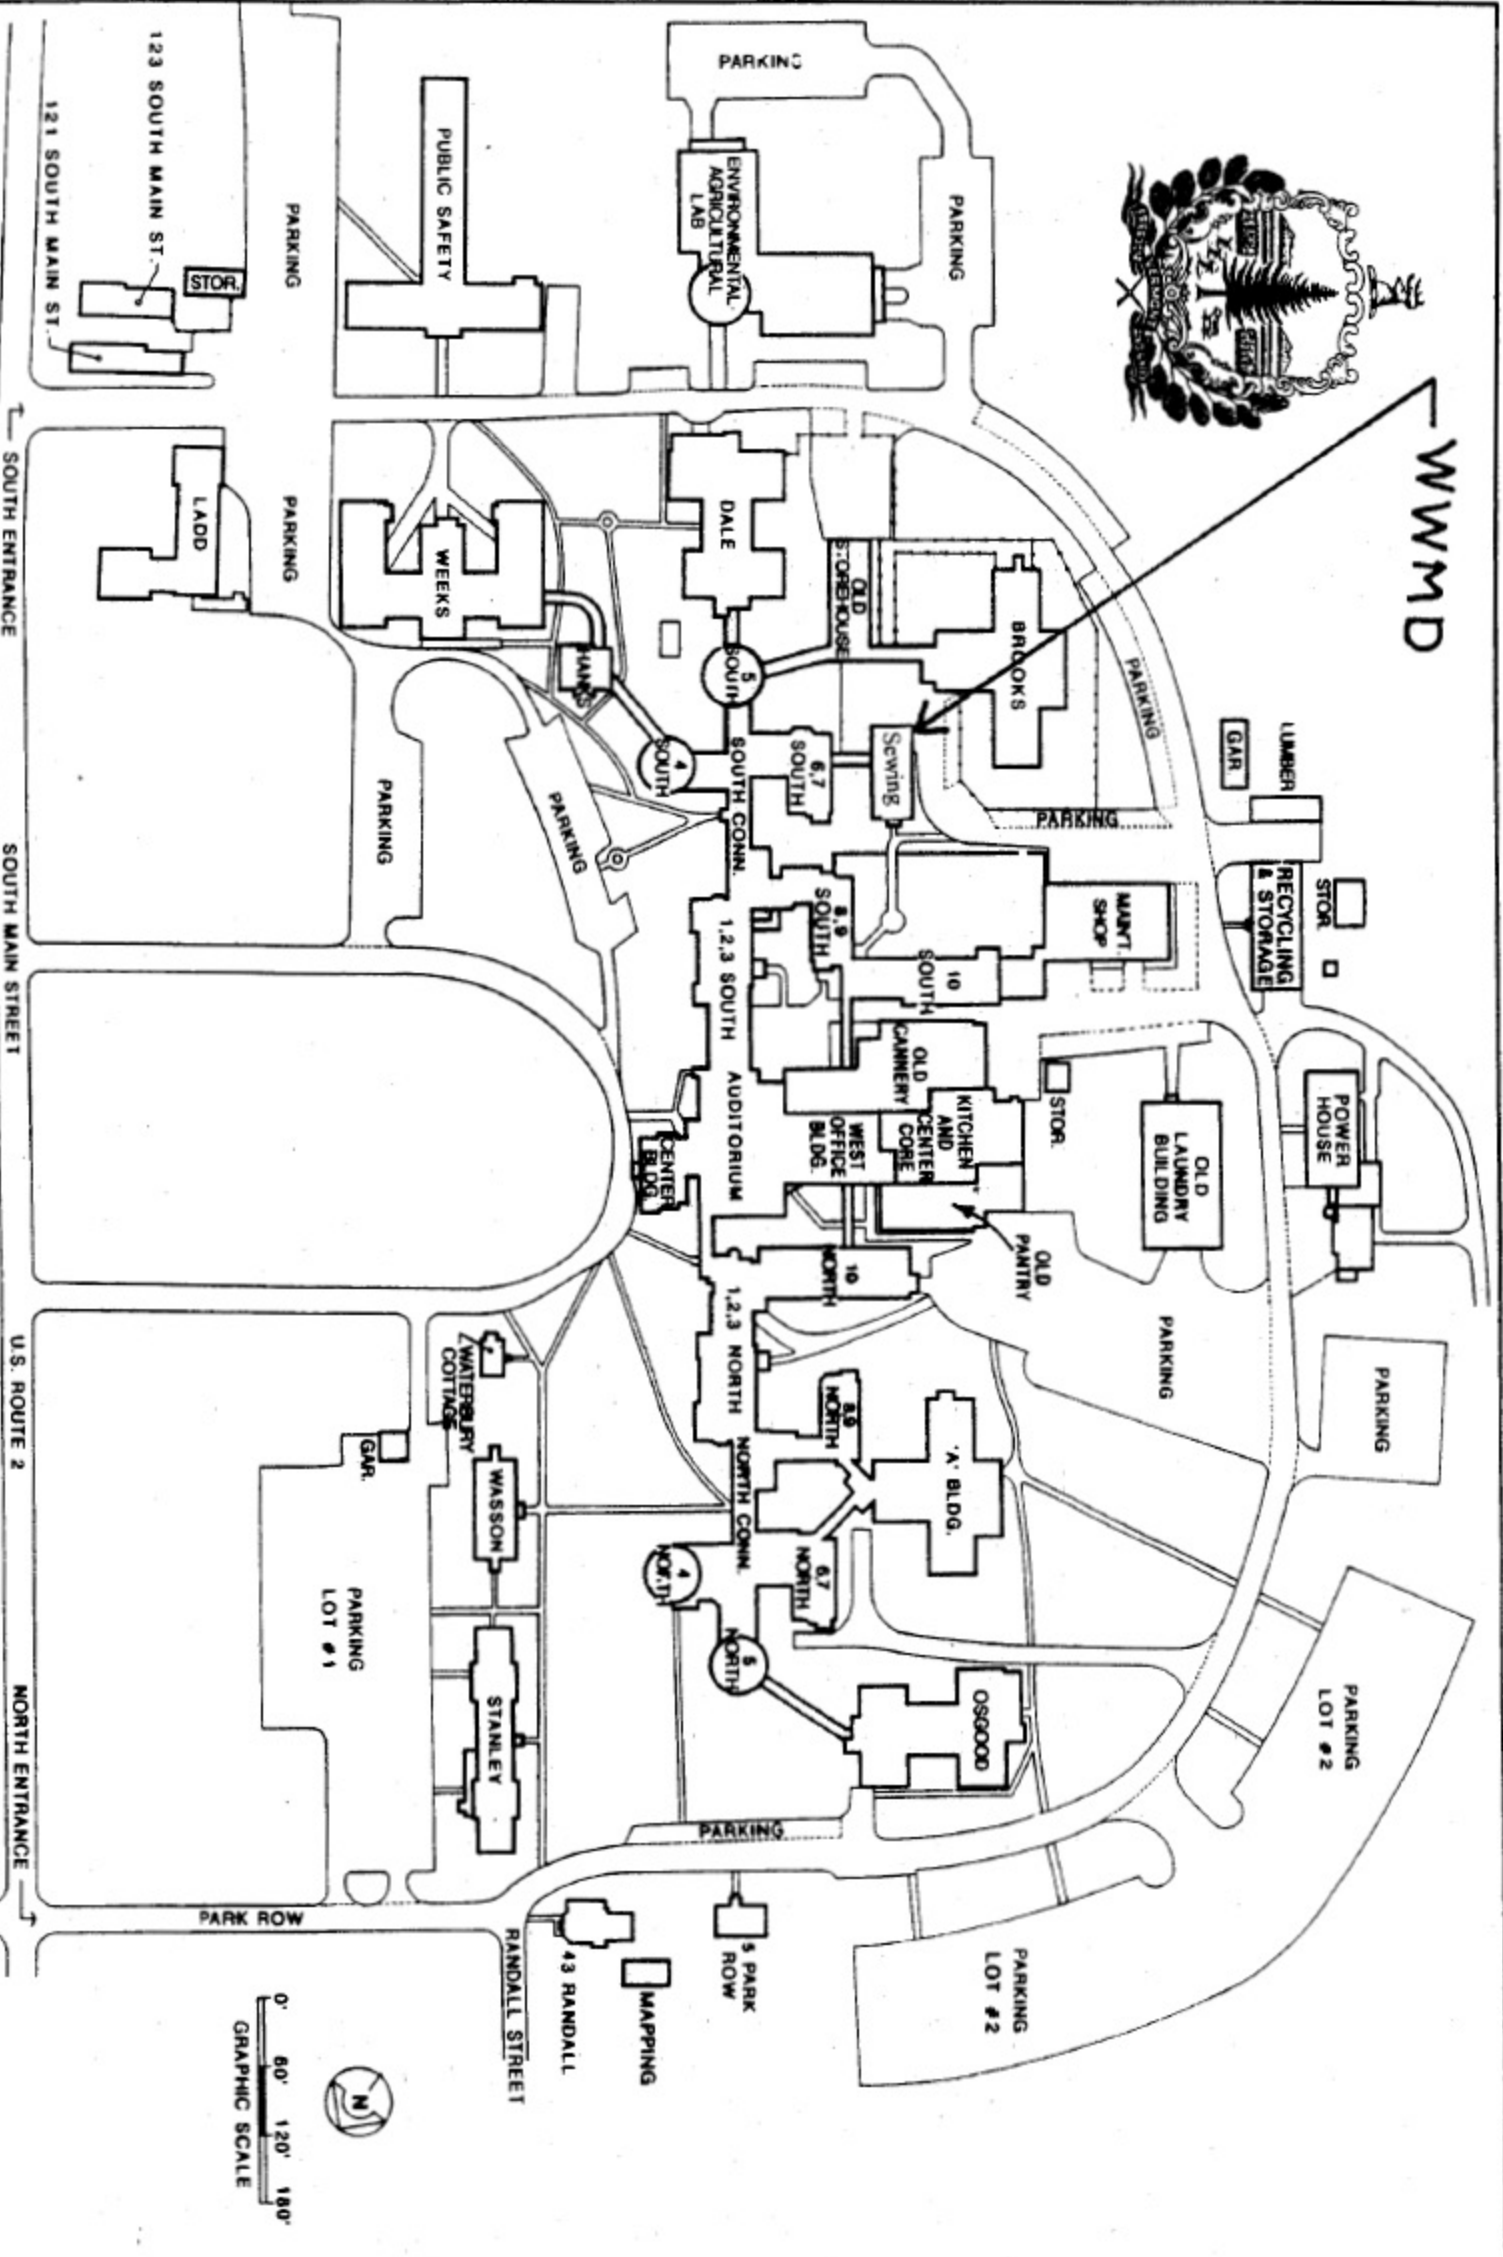 WWMD
PARKING
PARKING
ENVIRONMENTAL
AGRICULTURAL
LAB
PUBLIC SAFETY
PARKING
123 SOUTH MAIN ST.
121 SOUTH MAIN ST.
STOR.
SOUTH ENTRANCE
LADD
PARKING
WEEKS
HANKS
DALE
OLD
STOREHOUSE
BROOKS
PARKING
5
SOUTH
4
SOUTH
SOUTH CONN.
6,7
SOUTH
Sewing
PARKING
GAR.
LUMBER
PARKING
PARKING
8,9
SOUTH
1,2,3 SOUTH
10
SOUTH
MAIN'T.
SHOP
RECYCLING
& STORAGE
STOR.
SOUTH MAIN STREET
OLD
CANNERY
KITCHEN
AND
CENTER
CORE
WEST
OFFICE
BLDG.
AUDITORIUM
CENTER
BLDG.
STOR.
OLD
LAUNDRY
BUILDING
POWER
HOUSE
OLD
PANTRY
10
NORTH
1,2,3 NORTH
8,9
NORTH
'A' BLDG.
PARKING
PARKING
U.S. ROUTE 2
WATERBURY
COTTAGE
GAR.
WASSON
NORTH CONN.
4
NORTH
6,7
NORTH
5
NORTH
OSGOOD
PARKING
LOT #1
STANLEY
PARKING
LOT #2
NORTH ENTRANCE
PARKING
PARK ROW
RANDALL STREET
43 RANDALL
MAPPING
5 PARK
ROW
PARKING
LOT #2
N
0' 60' 120' 180'
GRAPHIC SCALE